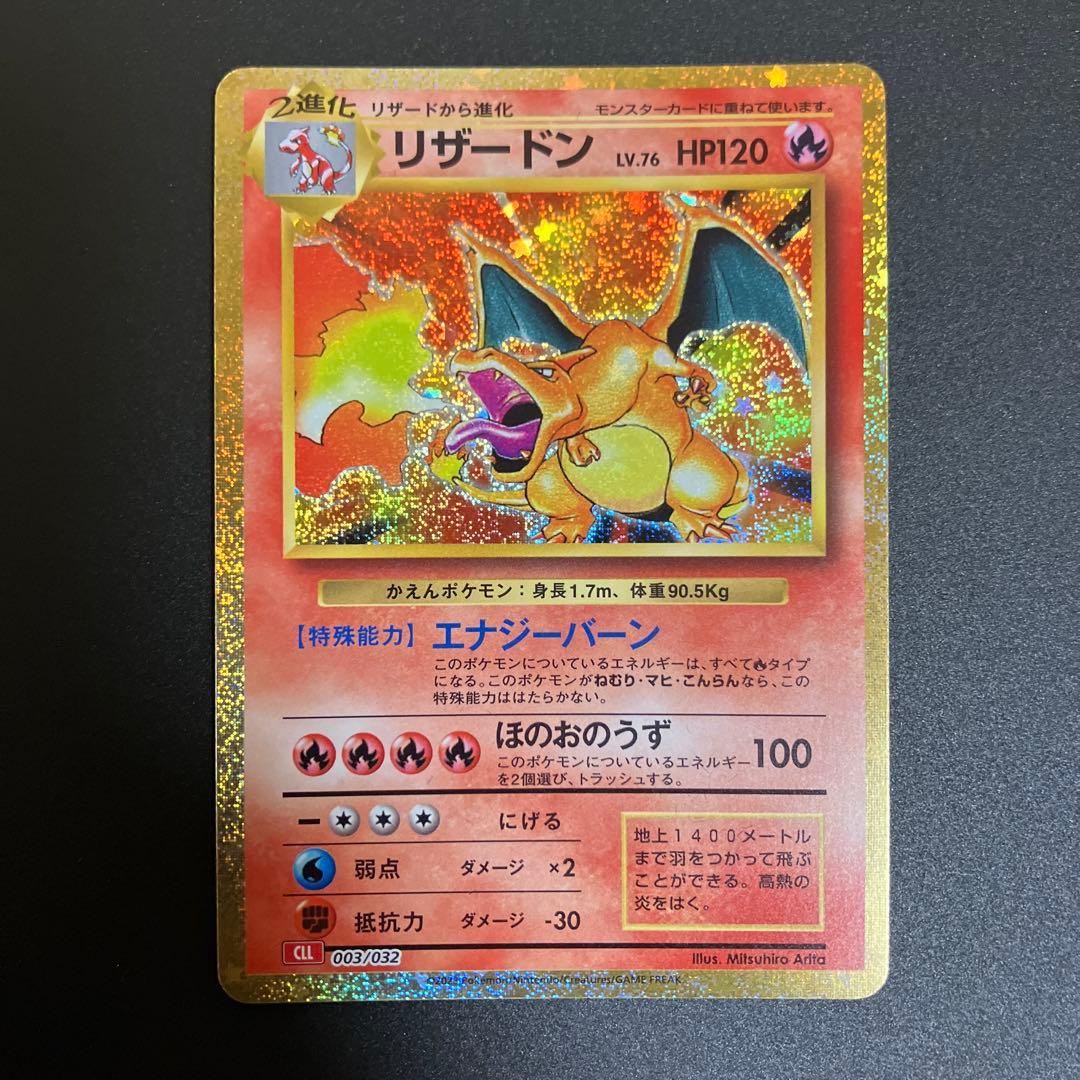 2進化
リザードから進化
モンスターカードに重ねて使います。
リザードン LV.76 HP120
かえんポケモン：身長1.7m、体重90.5Kg
【特殊能力】 エナジーバーン
このポケモンについているエネルギーは、すべてタイプ
になる。このポケモンがねむり・マヒ・こんらんなら、この
特殊能力ははたらかない。
ほのおのうず 100
このポケモンについているエネルギー
を2個選び、トラッシュする。
にげる
弱点 ダメージ ×2
抵抗力 ダメージ -30
地上1400メートル
まで羽をつかって飛ぶ
ことができる。高熱の
炎をはく。
CLL 003/032
Illus. Mitsuhiro Arita
Pokémon/Nintendo/Creatures/GAME FREAK